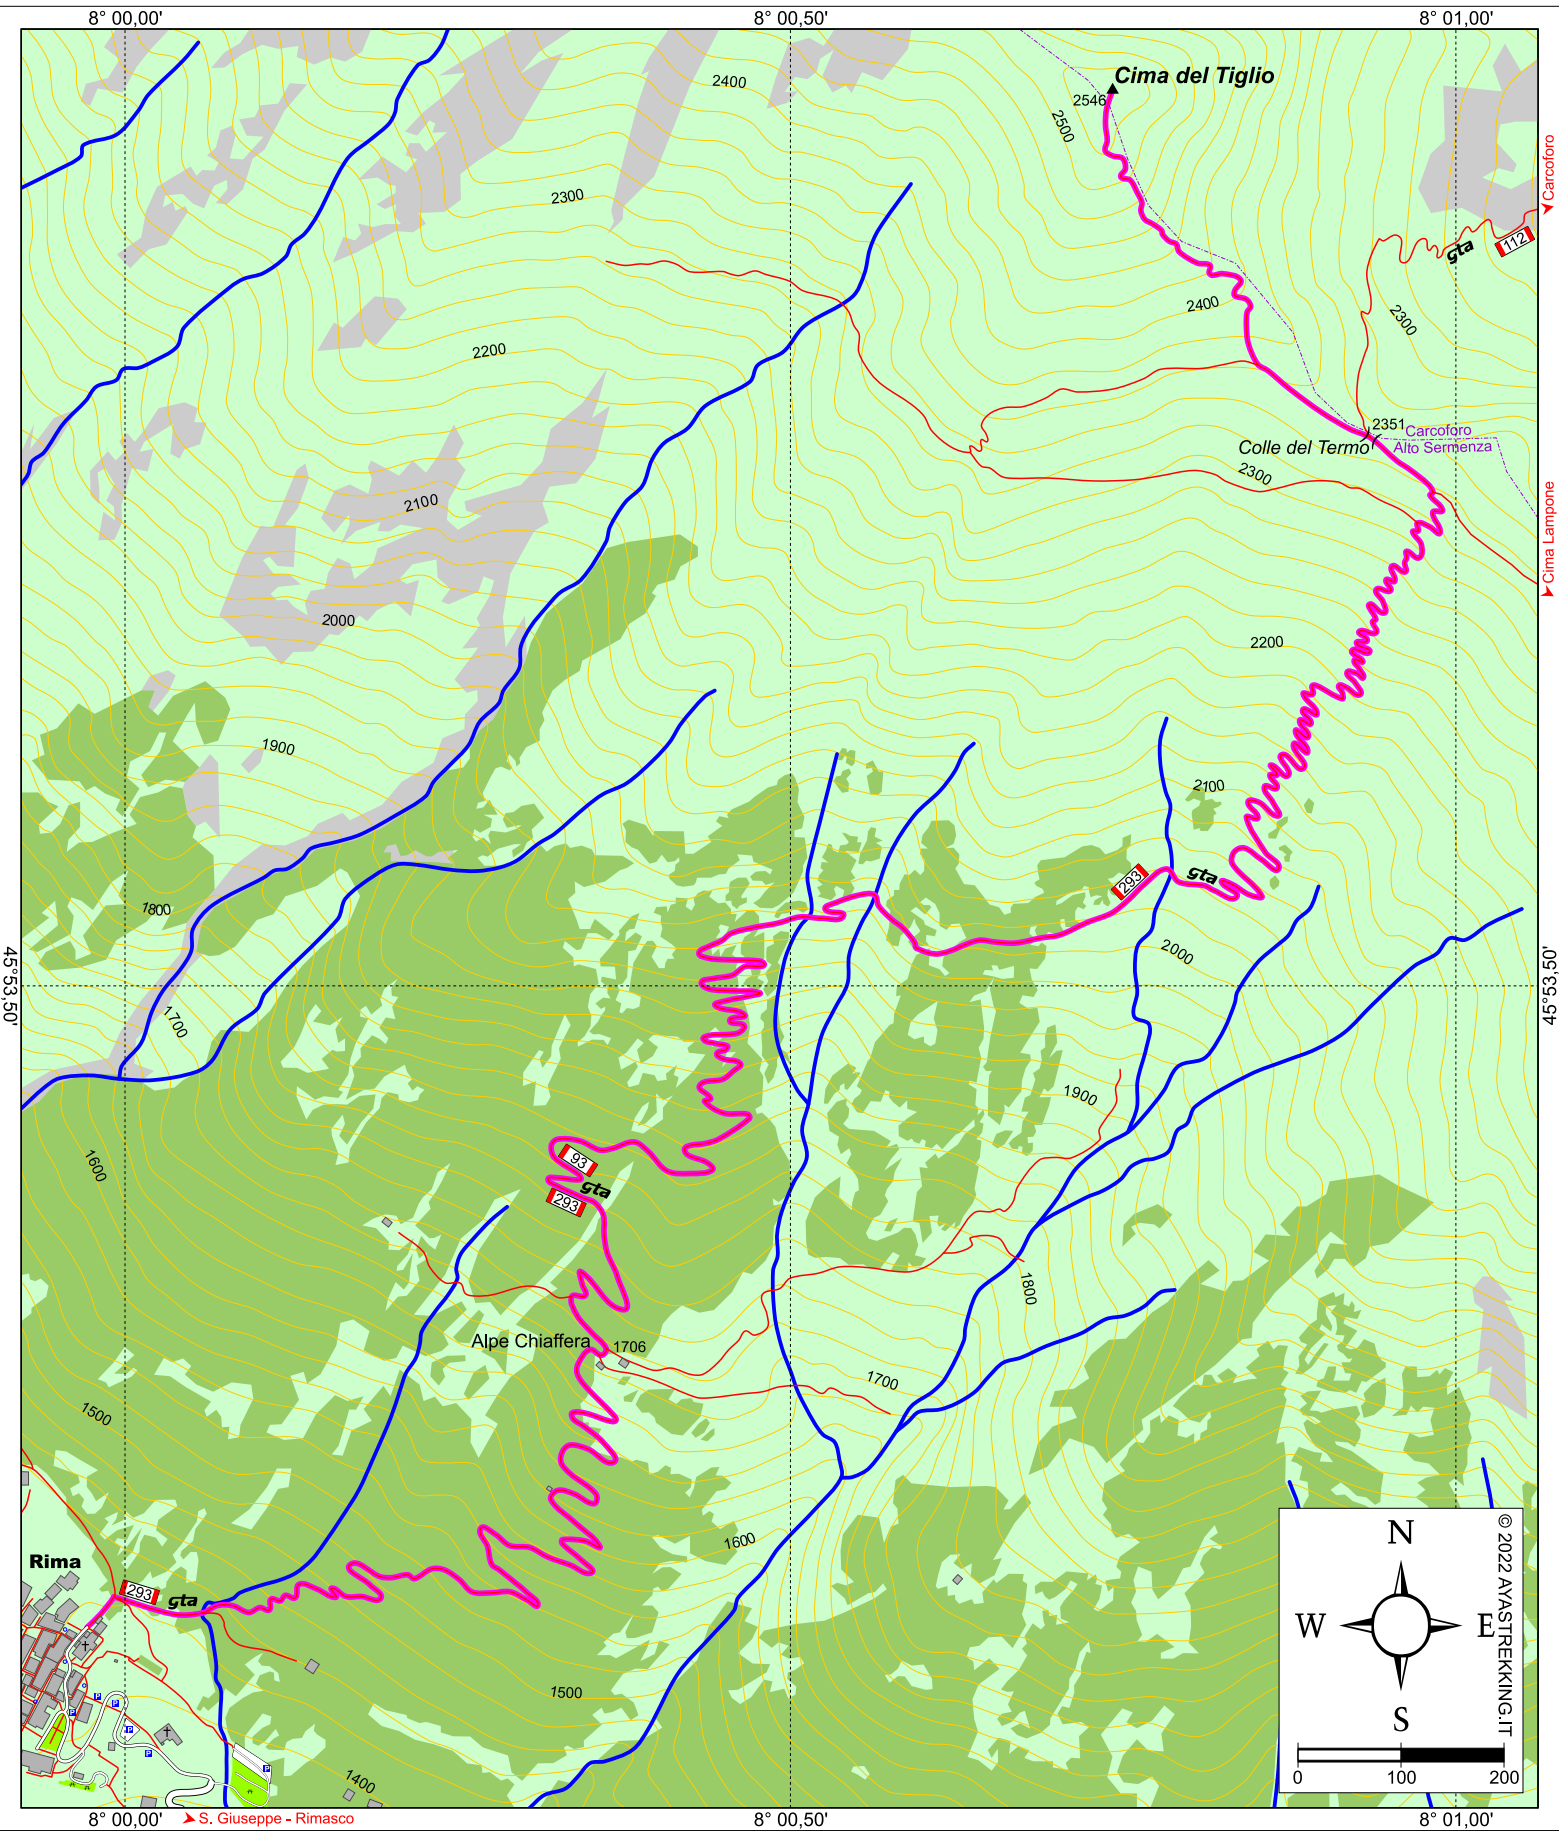 8° 00,00'
8° 00,50'
8° 01,00'
Cima del Tiglio
2546
2500
2400
2300
Carcoforo
112
gta
2300
2400
2200
2351
Carcoforo
Alto Sermenza
Colle del Termo
2300
Cima Lampone
2100
2000
2200
1900
2100
293
gta
1800
2000
45°53,50'
45°53,50'
1700
1900
1600
93
gta
293
1800
Alpe Chiaffera
1706
1700
1500
1600
Rima
293
gta
1500
1400
P
P
P
P
P
P
N
W
E
S
© 2022 AYASTREKKING.IT
0
100
200
8° 00,00'
S. Giuseppe - Rimasco
8° 00,50'
8° 01,00'